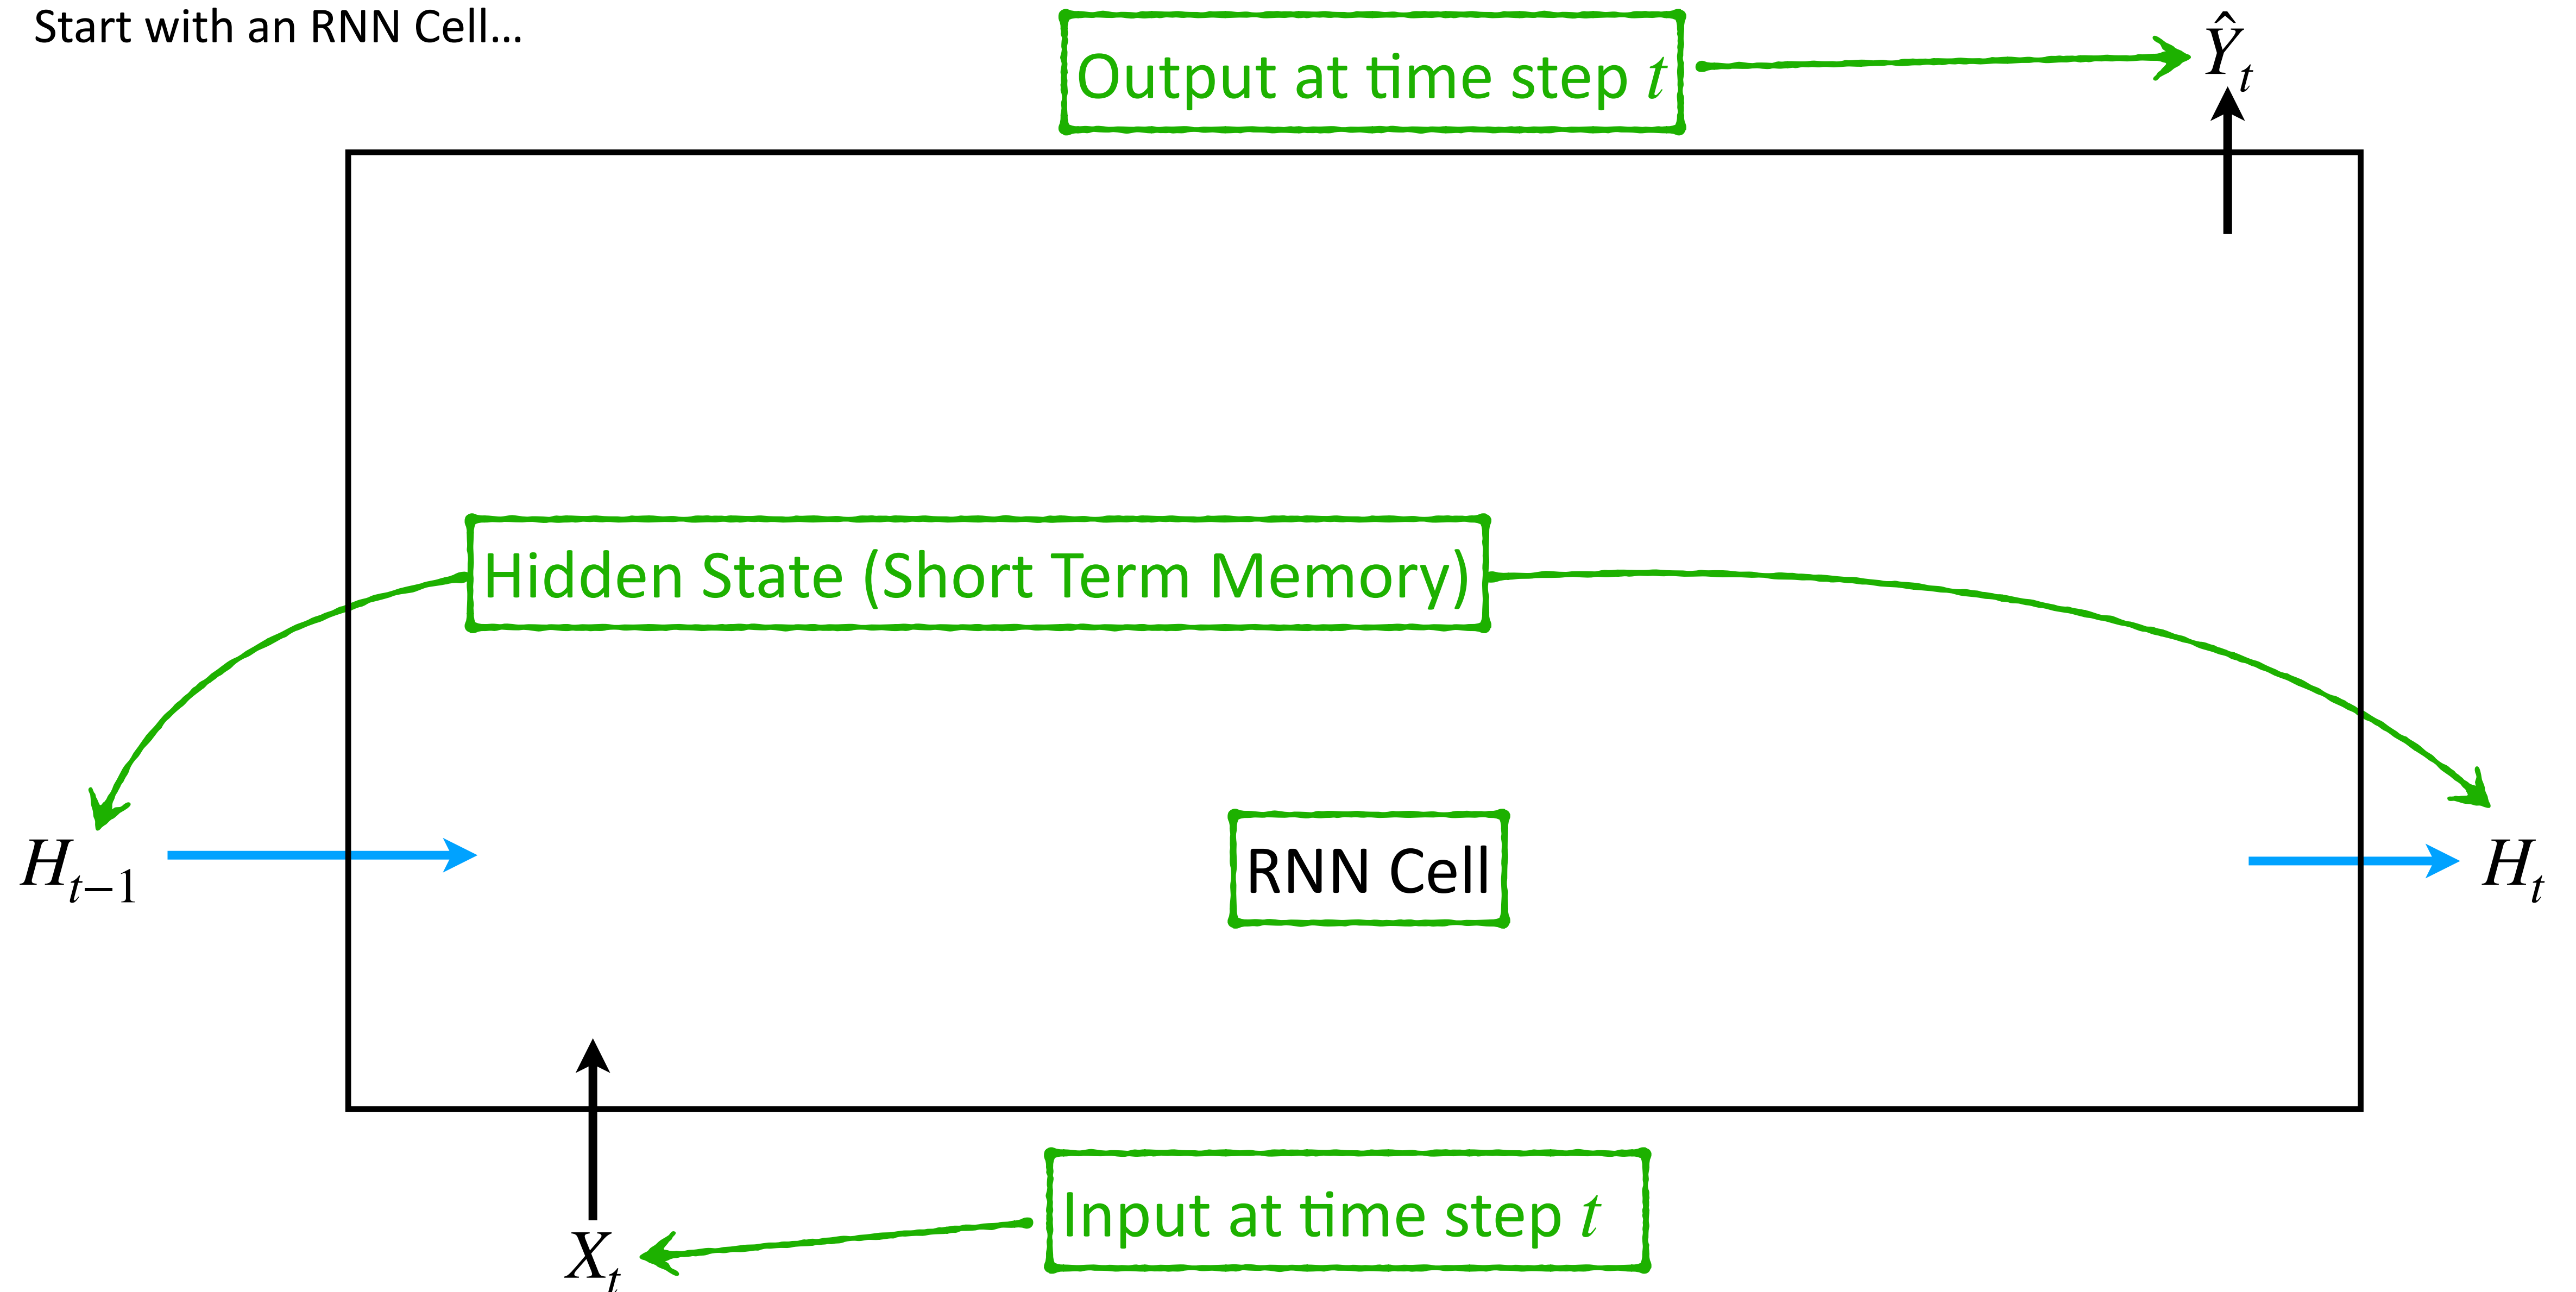 Start with an RNN Cell...
Output at time step t
Ŷₜ
Hidden State (Short Term Memory)
Hₜ₋₁
RNN Cell
Hₜ
Input at time step t
Xₜ